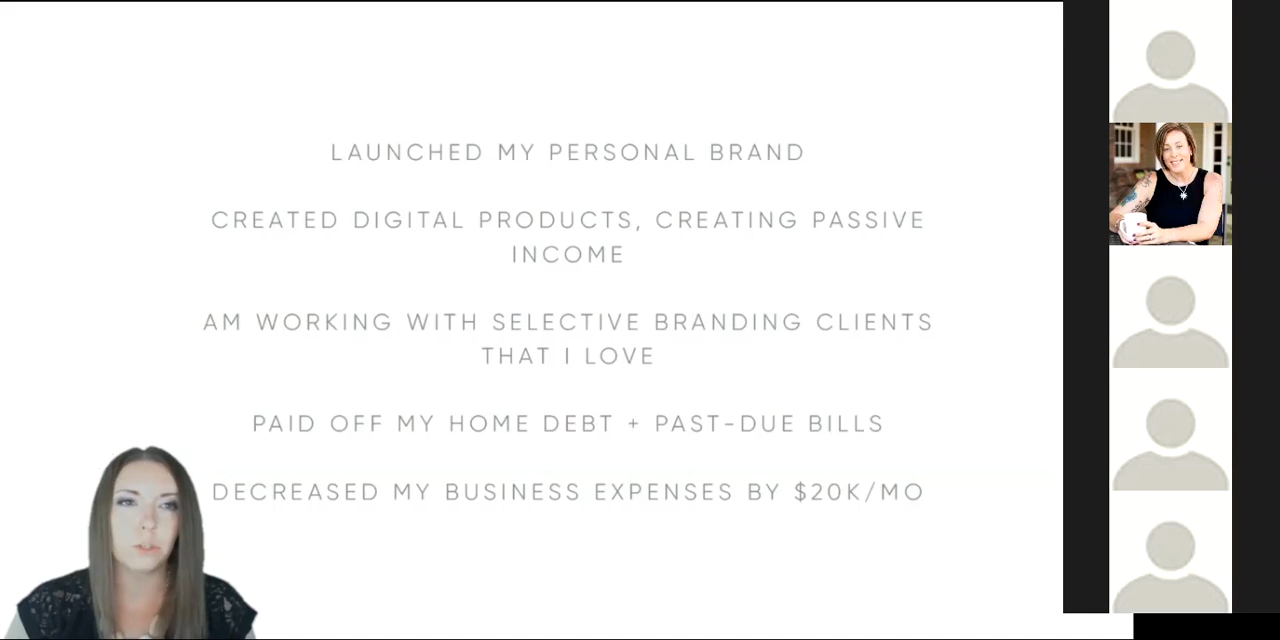 LAUNCHED MY PERSONAL BRAND
CREATED DIGITAL PRODUCTS, CREATING PASSIVE
INCOME
AM WORKING WITH SELECTIVE BRANDING CLIENTS
THAT I LOVE
PAID OFF MY HOME DEBT + PAST-DUE BILLS
DECREASED MY BUSINESS EXPENSES BY $20K/MO